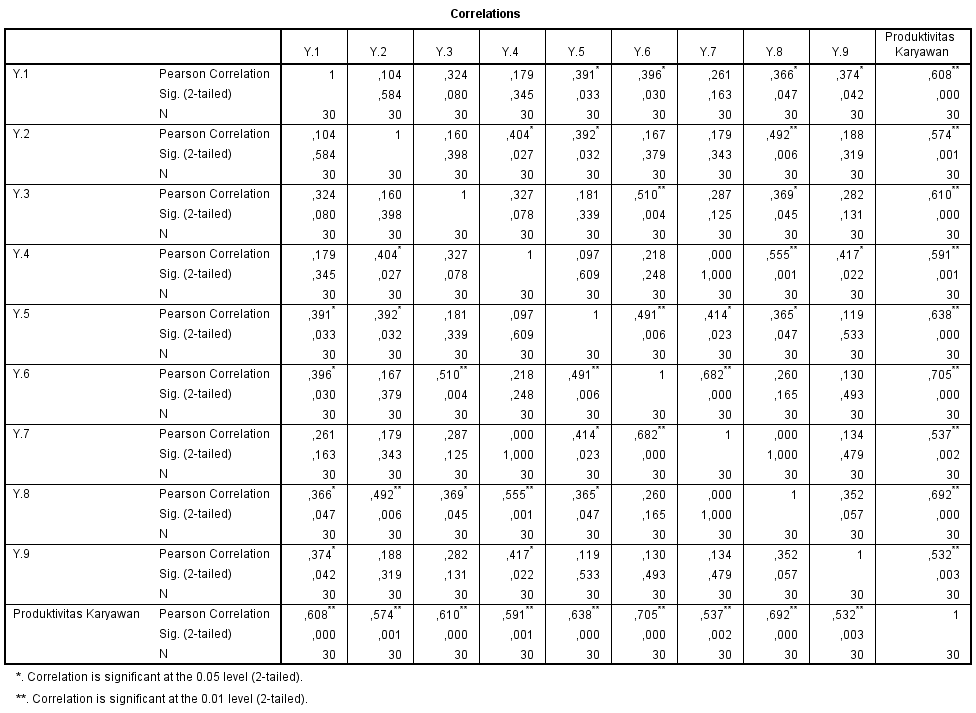 Correlations
Y.1 Y.2 Y.3 Y.4 Y.5 Y.6 Y.7 Y.8 Y.9 Produktivitas Karyawan
Y.1 Pearson Correlation 1 ,104 ,324 ,179 ,391* ,396* ,261 ,366* ,374* ,608**
Sig. (2-tailed) ,584 ,080 ,345 ,033 ,030 ,163 ,047 ,042 ,000
N 30 30 30 30 30 30 30 30 30 30
Y.2 Pearson Correlation ,104 1 ,160 ,404* ,392* ,167 ,179 ,492** ,188 ,574**
Sig. (2-tailed) ,584 ,398 ,027 ,032 ,379 ,343 ,006 ,319 ,001
N 30 30 30 30 30 30 30 30 30 30
Y.3 Pearson Correlation ,324 ,160 1 ,327 ,181 ,510** ,287 ,369* ,282 ,610**
Sig. (2-tailed) ,080 ,398 ,078 ,339 ,004 ,125 ,045 ,131 ,000
N 30 30 30 30 30 30 30 30 30 30
Y.4 Pearson Correlation ,179 ,404* ,327 1 ,097 ,218 ,000 ,555** ,417* ,591**
Sig. (2-tailed) ,345 ,027 ,078 ,609 ,248 1,000 ,001 ,022 ,001
N 30 30 30 30 30 30 30 30 30 30
Y.5 Pearson Correlation ,391* ,392* ,181 ,097 1 ,491** ,414* ,365* ,119 ,638**
Sig. (2-tailed) ,033 ,032 ,339 ,609 ,006 ,023 ,047 ,533 ,000
N 30 30 30 30 30 30 30 30 30 30
Y.6 Pearson Correlation ,396* ,167 ,510** ,218 ,491** 1 ,682** ,260 ,130 ,705**
Sig. (2-tailed) ,030 ,379 ,004 ,248 ,006 ,000 ,165 ,493 ,000
N 30 30 30 30 30 30 30 30 30 30
Y.7 Pearson Correlation ,261 ,179 ,287 ,000 ,414* ,682** 1 ,000 ,134 ,537**
Sig. (2-tailed) ,163 ,343 ,125 1,000 ,023 ,000 1,000 ,479 ,002
N 30 30 30 30 30 30 30 30 30 30
Y.8 Pearson Correlation ,366* ,492** ,369* ,555** ,365* ,260 ,000 1 ,352 ,692**
Sig. (2-tailed) ,047 ,006 ,045 ,001 ,047 ,165 1,000 ,057 ,000
N 30 30 30 30 30 30 30 30 30 30
Y.9 Pearson Correlation ,374* ,188 ,282 ,417* ,119 ,130 ,134 ,352 1 ,532**
Sig. (2-tailed) ,042 ,319 ,131 ,022 ,533 ,493 ,479 ,057 ,003
N 30 30 30 30 30 30 30 30 30 30
Produktivitas Karyawan Pearson Correlation ,608** ,574** ,610** ,591** ,638** ,705** ,537** ,692** ,532** 1
Sig. (2-tailed) ,000 ,001 ,000 ,001 ,000 ,000 ,002 ,000 ,003
N 30 30 30 30 30 30 30 30 30 30
*. Correlation is significant at the 0.05 level (2-tailed).
**. Correlation is significant at the 0.01 level (2-tailed).